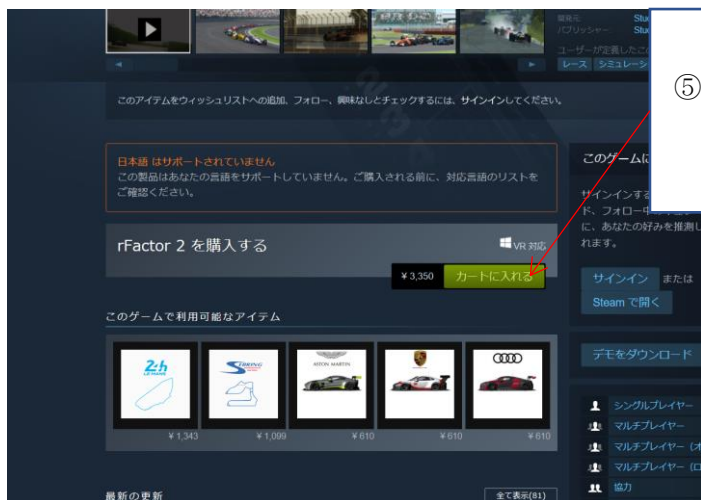 開発元:
パブリッシャー:
ユーザーが定義した
レース シミュレーシ
⑤
このアイテムをウィッシュリストへの追加、フォロー、興味なしとチェックするには、サインインしてください。
日本語 はサポートされていません
この製品はあなたの言語をサポートしていません。ご購入される前に、対応言語のリストを
ご確認ください。
rFactor 2 を購入する
VR 対応
¥ 3,350 カートに入れる
このゲームで利用可能なアイテム
24h
LE MANS
SEBRING
ASTON MARTIN
¥ 1,343 ¥ 1,099 ¥ 610 ¥ 610 ¥ 610
最新の更新
全て表示(81)
このゲームに
サインインする
ド、フォロー中
に、あなたの好みを推測し
れます。
サインイン または
Steam で開く
デモをダウンロード
シングルプレイヤー
マルチプレイヤー
マルチプレイヤー (オ
マルチプレイヤー (ロ
協力